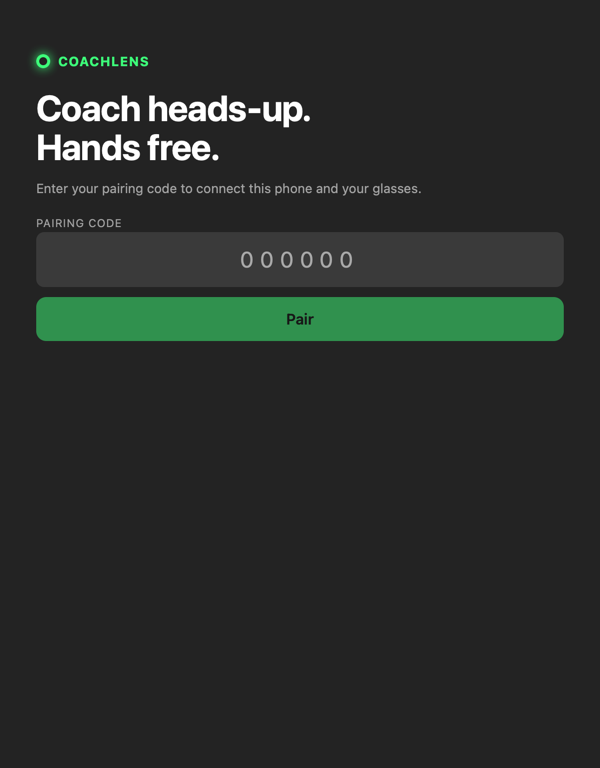 COACHLENS
Coach heads-up.
Hands free.
Enter your pairing code to connect this phone and your glasses.
PAIRING CODE
000000
Pair